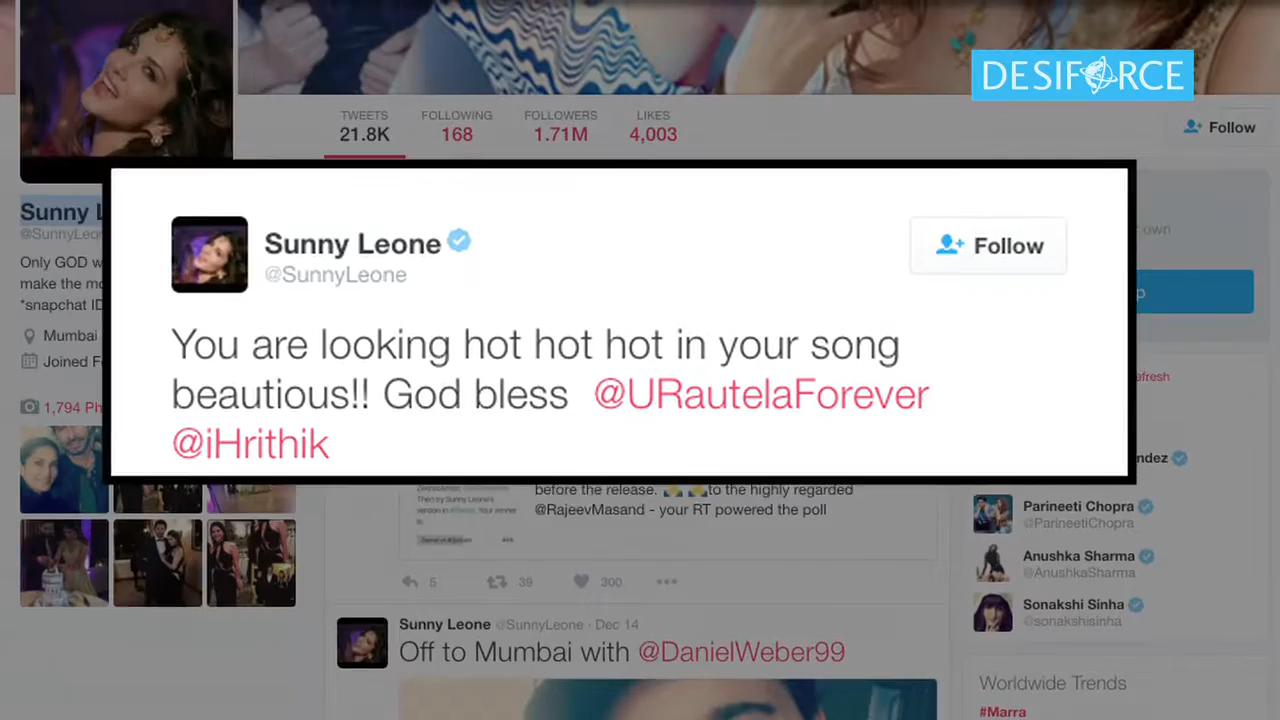 DESIFORCE
TWEETS FOLLOWING FOLLOWERS LIKES
21.8K 168 1.71M 4,003
Follow
Sunny L
@SunnyLeon
Only GOD w
make the mo
*snapchat ID
Mumbai
Joined Fe
1,794 Ph
Sunny Leone
@SunnyLeone
Follow
You are looking hot hot hot in your song
beautious!! God bless @URautelaForever
@iHrithik
own
p
efresh
ndez
before the release. to the highly regarded
@RajeevMasand - your RT powered the poll
5 39 300
Sunny Leone @SunnyLeone · Dec 14
Off to Mumbai with @DanielWeber99
Parineeti Chopra
@ParineetiChopra
Anushka Sharma
@AnushkaSharma
Sonakshi Sinha
@sonakshisinha
Worldwide Trends
#Marra